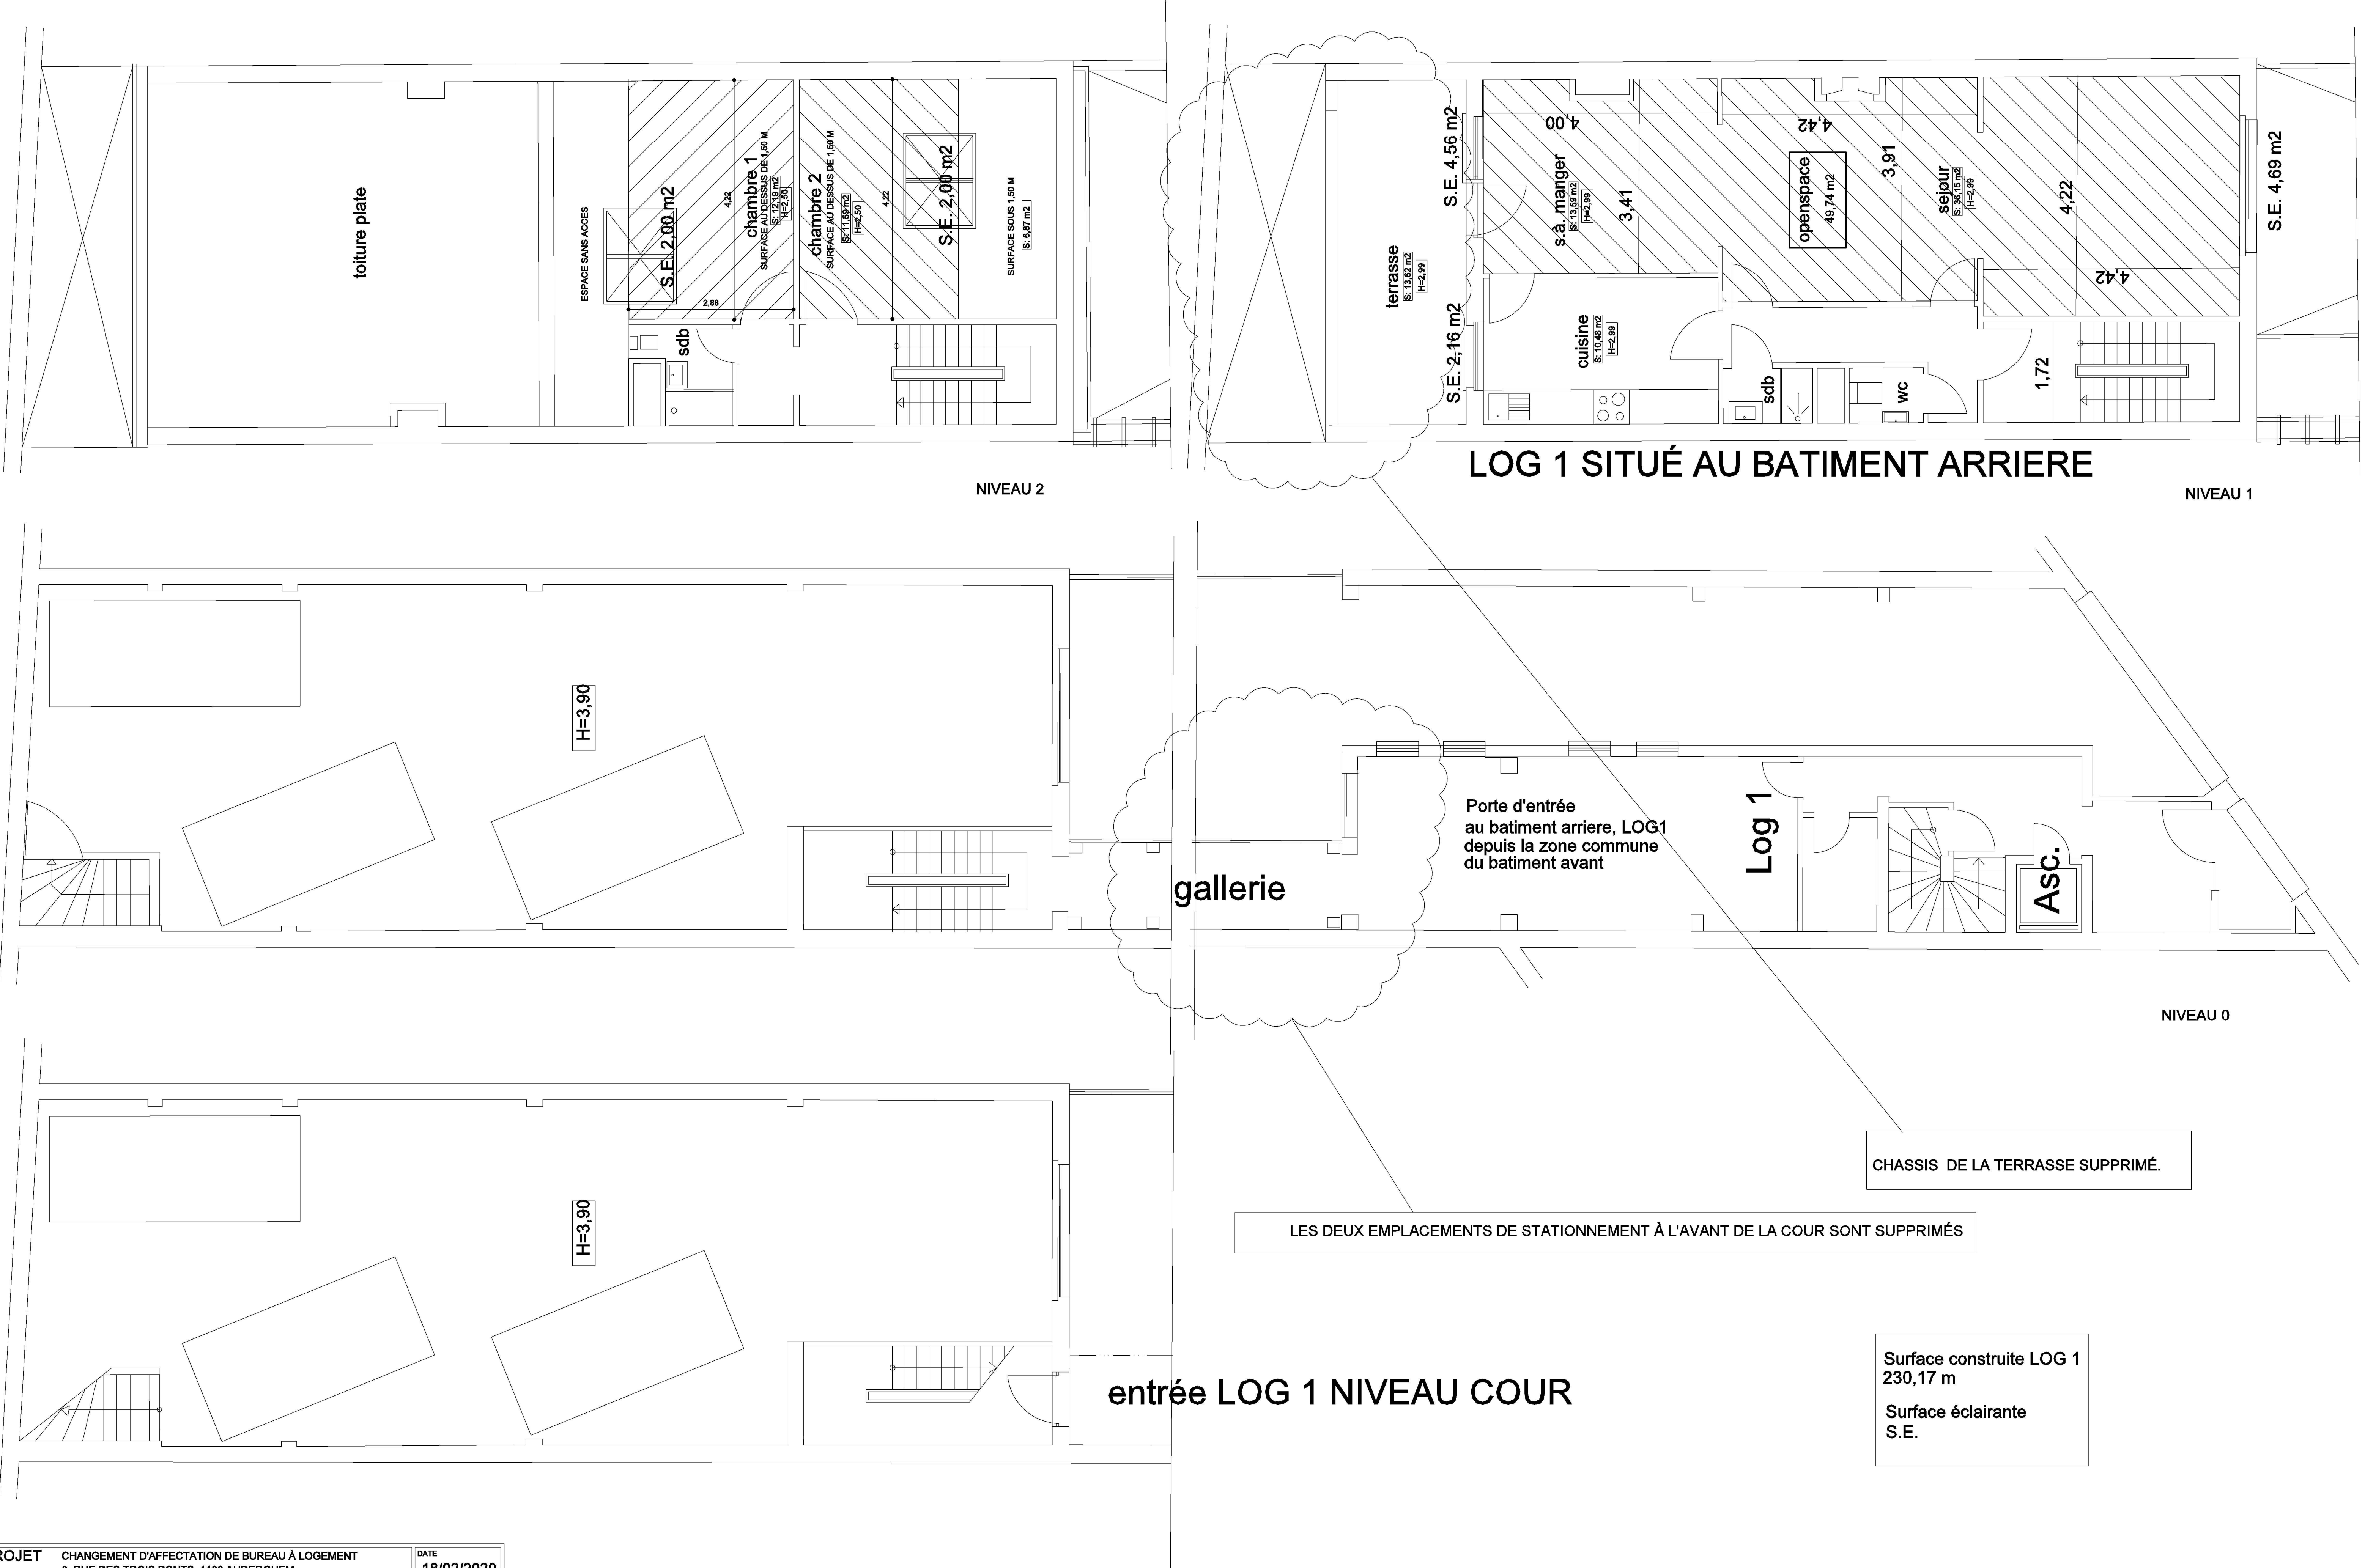 toiture plate
ESPACE SANS ACCES
S.E. 2,00 m2
2,88
sdb
4,22
chambre 1
SURFACE AU DESSUS DE 1,50 M
S: 12,19 m2
H=2,50
chambre 2
SURFACE AU DESSUS DE 1,50 M
S: 11,69 m2
H=2,50
4,22
S.E. 2,00 m2
SURFACE SOUS 1,50 M
S: 6,87 m2
NIVEAU 2
terrasse
S: 13,62 m2
H=2,99
S.E. 4,56 m2
S.E. 2,16 m2
4,00
s.à. manger
S: 13,59 m2
H=2,99
3,41
cuisine
S: 10,48 m2
H=2,99
sdb
4,42
openspace
49,74 m2
3,91
sejour
S: 36,15 m2
H=2,99
wc
4,22
4,42
1,72
S.E. 4,69 m2
LOG 1 SITUÉ AU BATIMENT ARRIERE
NIVEAU 1
H=3,90
gallerie
Porte d'entrée
au batiment arriere, LOG1
depuis la zone commune
du batiment avant
Log 1
Asc.
NIVEAU 0
CHASSIS DE LA TERRASSE SUPPRIMÉ.
LES DEUX EMPLACEMENTS DE STATIONNEMENT À L'AVANT DE LA COUR SONT SUPPRIMÉS
H=3,90
entrée LOG 1 NIVEAU COUR
Surface construite LOG 1
230,17 m
Surface éclairante
S.E.
ROJET CHANGEMENT D'AFFECTATION DE BUREAU À LOGEMENT
DATE